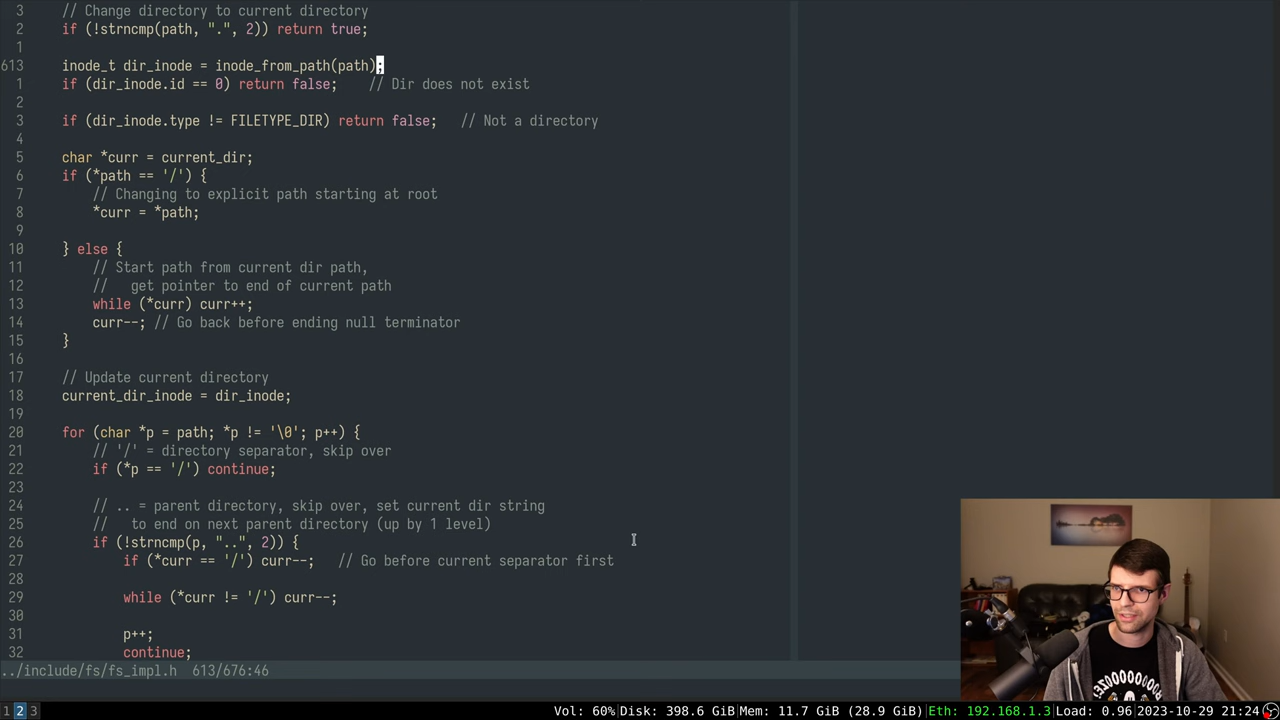 3 // Change directory to current directory
2 if (!strncmp(path, ".", 2)) return true;
1
613 inode_t dir_inode = inode_from_path(path);
1 if (dir_inode.id == 0) return false; // Dir does not exist
2
3 if (dir_inode.type != FILETYPE_DIR) return false; // Not a directory
4
5 char *curr = current_dir;
6 if (*path == '/') {
7 // Changing to explicit path starting at root
8 *curr = *path;
9
10 } else {
11 // Start path from current dir path,
12 // get pointer to end of current path
13 while (*curr) curr++;
14 curr--; // Go back before ending null terminator
15 }
16
17 // Update current directory
18 current_dir_inode = dir_inode;
19
20 for (char *p = path; *p != '\0'; p++) {
21 // '/' = directory separator, skip over
22 if (*p == '/') continue;
23
24 // .. = parent directory, skip over, set current dir string
25 // to end on next parent directory (up by 1 level)
26 if (!strncmp(p, "..", 2)) {
27 if (*curr == '/') curr--; // Go before current separator first
28
29 while (*curr != '/') curr--;
30
31 p++;
32 continue;
../include/fs/fs_impl.h 613/676:46
1 2 3 Vol: 60%|Disk: 398.6 GiB|Mem: 11.7 GiB (28.9 GiB)|Eth: 192.168.1.3|Load: 0.96|2023-10-29 21:24